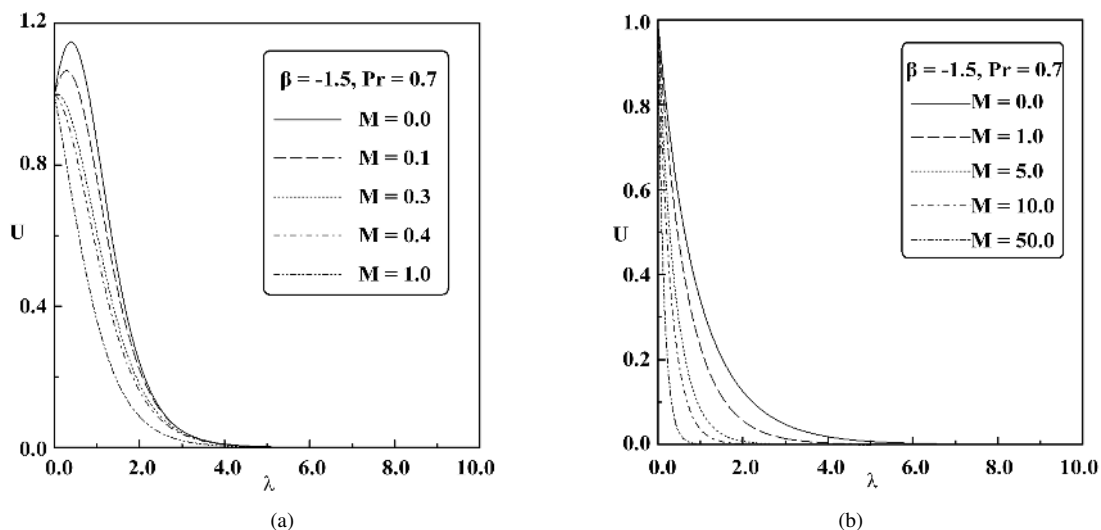 1.2
0.8
U
0.4
0.0
0.0 2.0 4.0 6.0 8.0 10.0
λ
β = -1.5, Pr = 0.7
M = 0.0
M = 0.1
M = 0.3
M = 0.4
M = 1.0
(a)
1.0
0.8
0.6
U
0.4
0.2
0.0
0.0 2.0 4.0 6.0 8.0 10.0
λ
β = -1.5, Pr = 0.7
M = 0.0
M = 1.0
M = 5.0
M = 10.0
M = 50.0
(b)